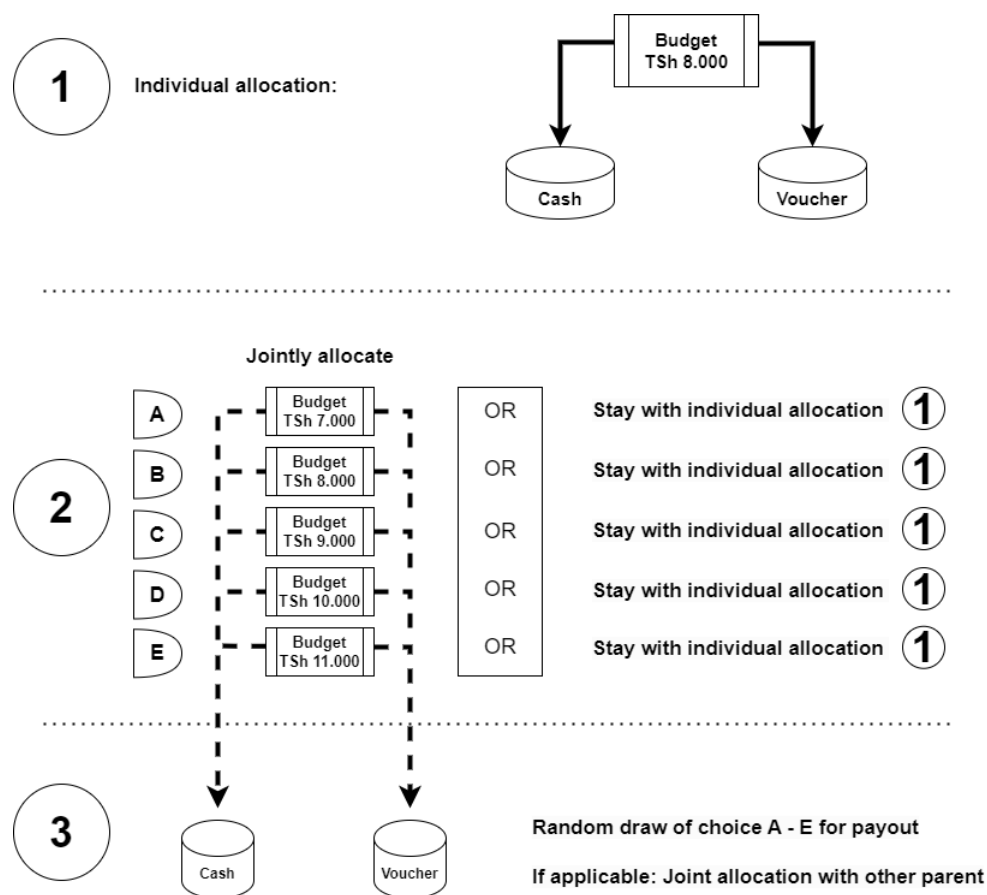 1
Individual allocation:
Budget
TSh 8.000
Cash
Voucher
Jointly allocate
2
A
Budget
TSh 7.000
OR
Stay with individual allocation
1
B
Budget
TSh 8.000
OR
Stay with individual allocation
1
C
Budget
TSh 9.000
OR
Stay with individual allocation
1
D
Budget
TSh 10.000
OR
Stay with individual allocation
1
E
Budget
TSh 11.000
OR
Stay with individual allocation
1
3
Cash
Voucher
Random draw of choice A - E for payout
If applicable: Joint allocation with other parent